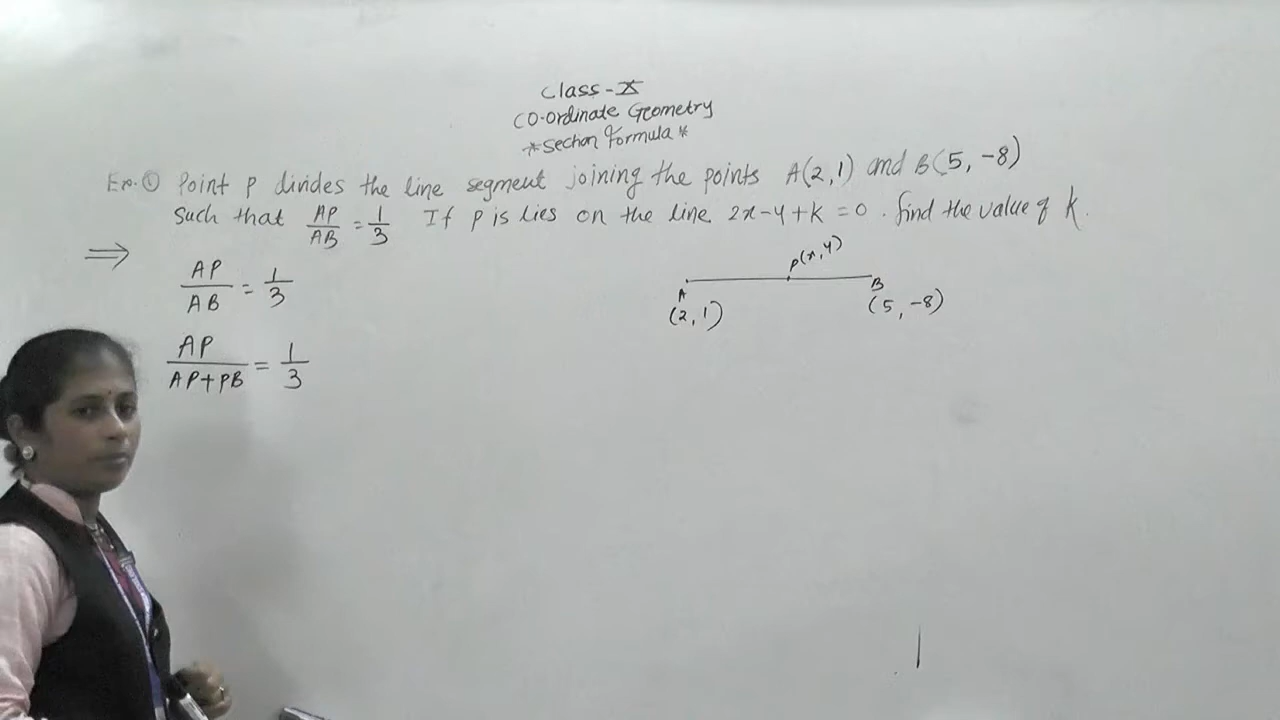 Class-X
CO-ordinate Geometry
*Section formula*
Ex.① Point P divides the line segment joining the points A(2,1) and B(5,-8)
Such that AP/AB = 1/3 If P is lies on the line 2x-y+k=0. find the value of k.
⇒ AP/AB = 1/3
P(x,y)
A B
(2,1) (5,-8)
AP/AP+PB = 1/3